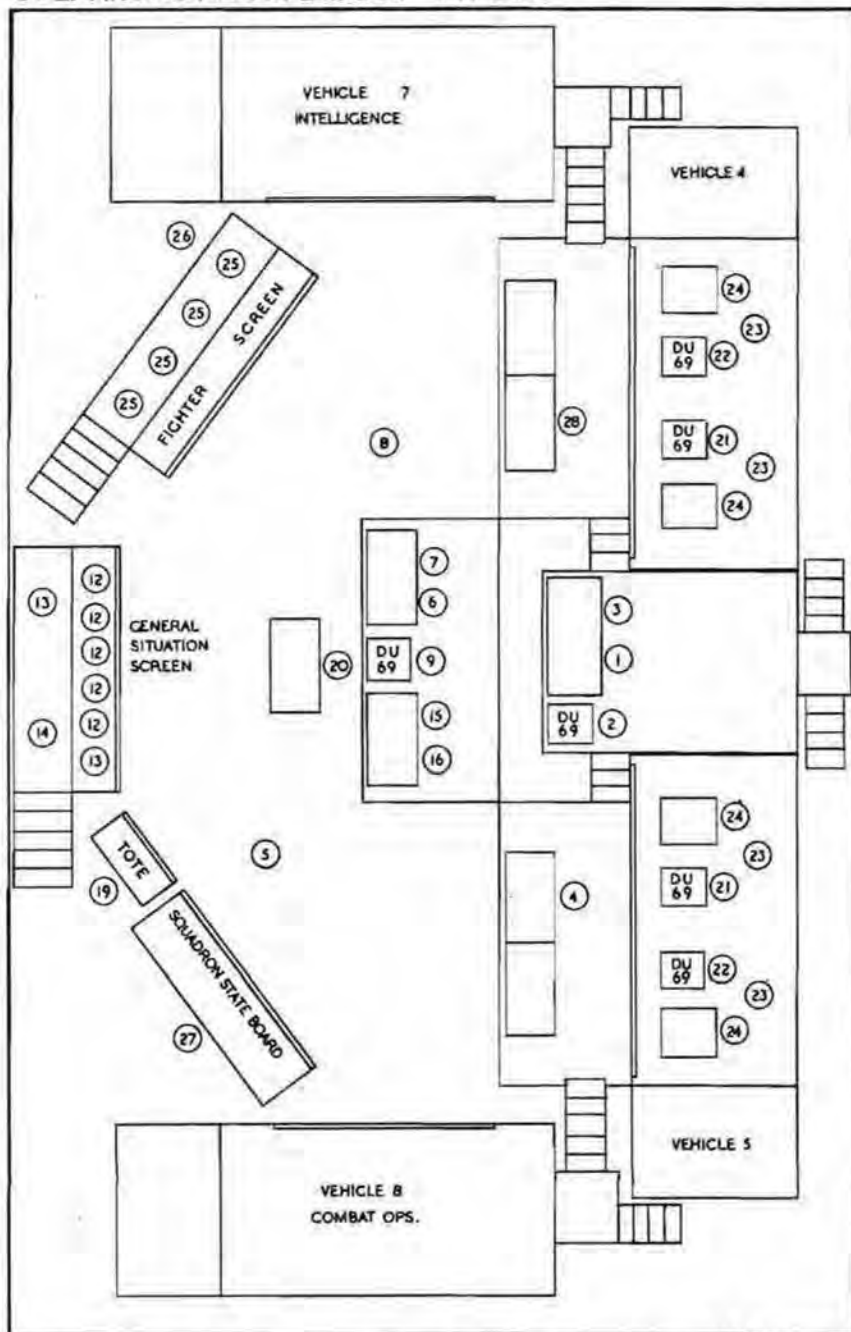 VEHICLE 7
INTELLIGENCE
VEHICLE 4
26
25
25
25
25
FIGHTER SCREEN
24
23
DU
69
22
DU
69
21
23
24
28
8
7
6
DU
69
9
15
16
20
3
1
DU
69
2
13
12
12
12
12
12
13
14
GENERAL
SITUATION
SCREEN
TOTE
19
5
SQUADRON STATE BOARD
27
4
24
23
DU
69
21
DU
69
22
23
24
VEHICLE 5
VEHICLE 8
COMBAT OPS.